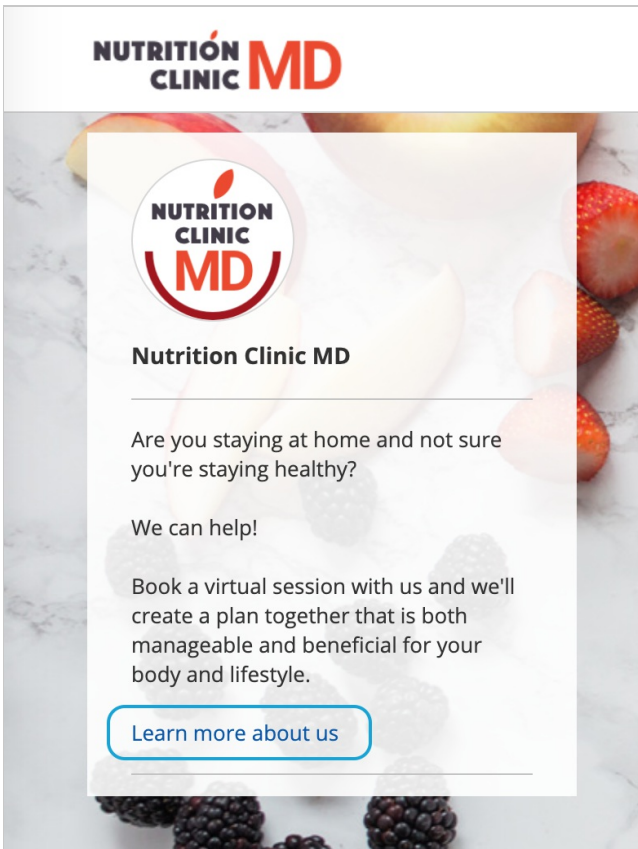 NUTRITIÓN
CLINIC MD
NUTRITION
CLINIC
MD
Nutrition Clinic MD
Are you staying at home and not sure
you're staying healthy?
We can help!
Book a virtual session with us and we'll
create a plan together that is both
manageable and beneficial for your
body and lifestyle.
Learn more about us